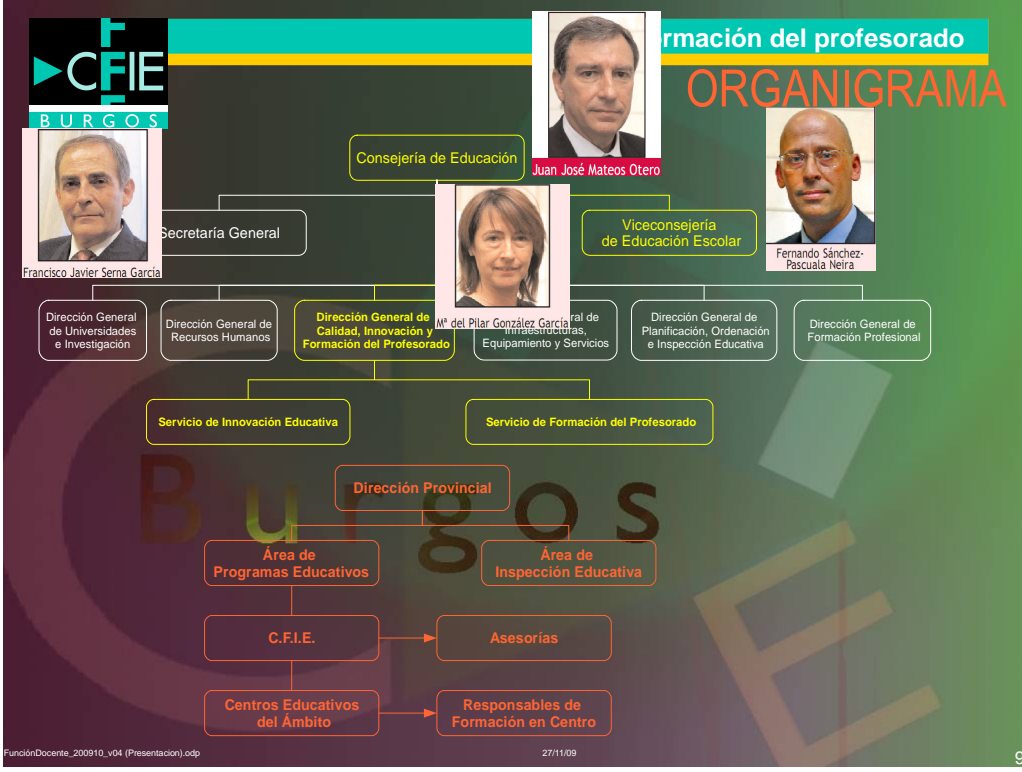 rmación del profesorado
CFIE
BURGOS
ORGANIGRAMA
Consejería de Educación
Juan José Mateos Otero
Secretaría General
Viceconsejería
de Educación Escolar
Francisco Javier Serna García
Fernando Sánchez-
Pascuala Neira
Mª del Pilar González García
Dirección General
de Universidades
e Investigación
Dirección General de
Recursos Humanos
Dirección General de
Calidad, Innovación y
Formación del Profesorado
ral de
Infraestructuras,
Equipamiento y Servicios
Dirección General de
Planificación, Ordenación
e Inspección Educativa
Dirección General de
Formación Profesional
Servicio de Innovación Educativa
Servicio de Formación del Profesorado
Burgos
Dirección Provincial
Área de
Programas Educativos
Área de
Inspección Educativa
C.F.I.E.
Asesorías
Centros Educativos
del Ámbito
Responsables de
Formación en Centro
FunciónDocente_200910_v04 (Presentacion).odp
27/11/09
9